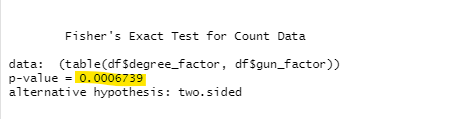 Fisher's Exact Test for Count Data
data:  (table(df$degree_factor, df$gun_factor))
p-value = 0.0006739
alternative hypothesis: two.sided